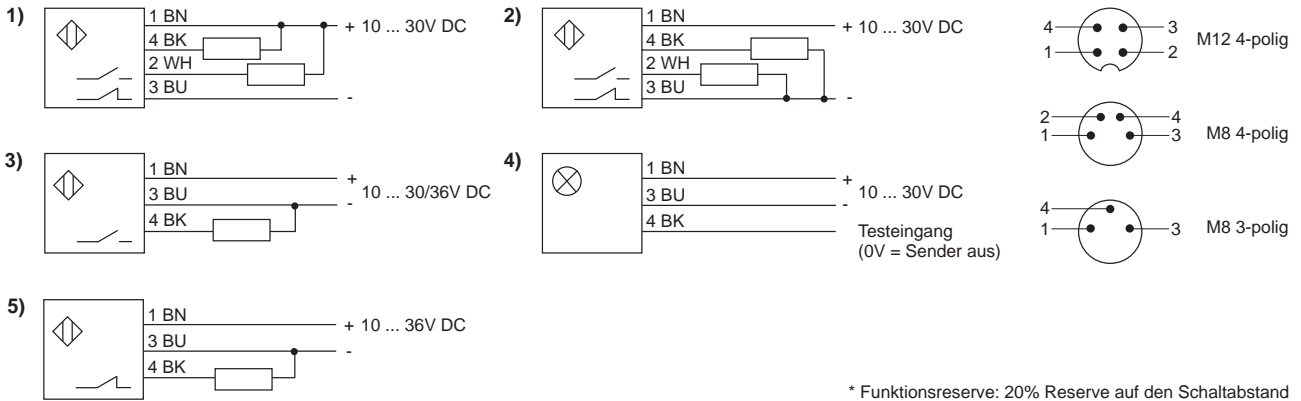 1)
1 BN
4 BK
2 WH
3 BU
+ 10 ... 30V DC
-
2)
1 BN
4 BK
2 WH
3 BU
+ 10 ... 30V DC
-
4
3
1
2
M12 4-polig
2
4
1
3
M8 4-polig
3)
1 BN
3 BU
4 BK
+
10 ... 30/36V DC
-
4)
1 BN
3 BU
4 BK
+
10 ... 30V DC
-
Testeingang
(0V = Sender aus)
4
1
3
M8 3-polig
5)
1 BN
3 BU
4 BK
+ 10 ... 36V DC
-
* Funktionsreserve: 20% Reserve auf den Schaltabstand